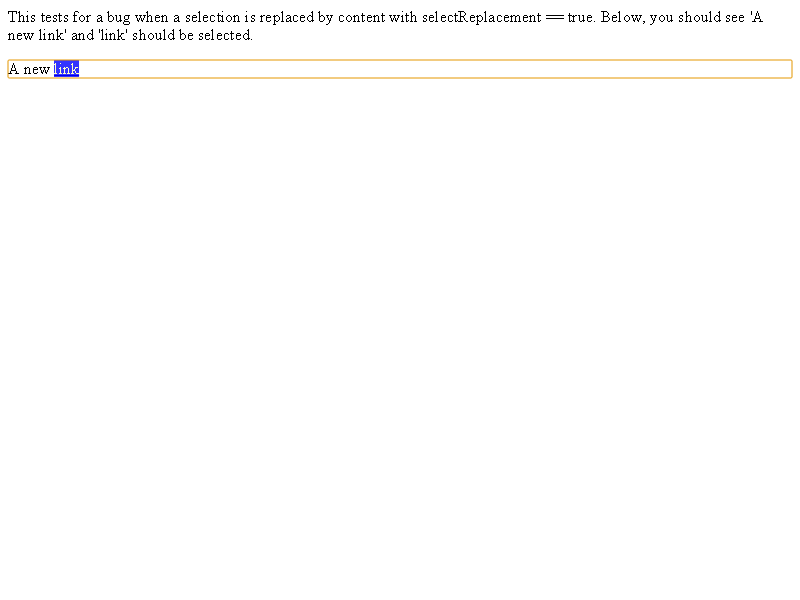 This tests for a bug when a selection is replaced by content with selectReplacement == true. Below, you should see 'A
new link' and 'link' should be selected.
A new link